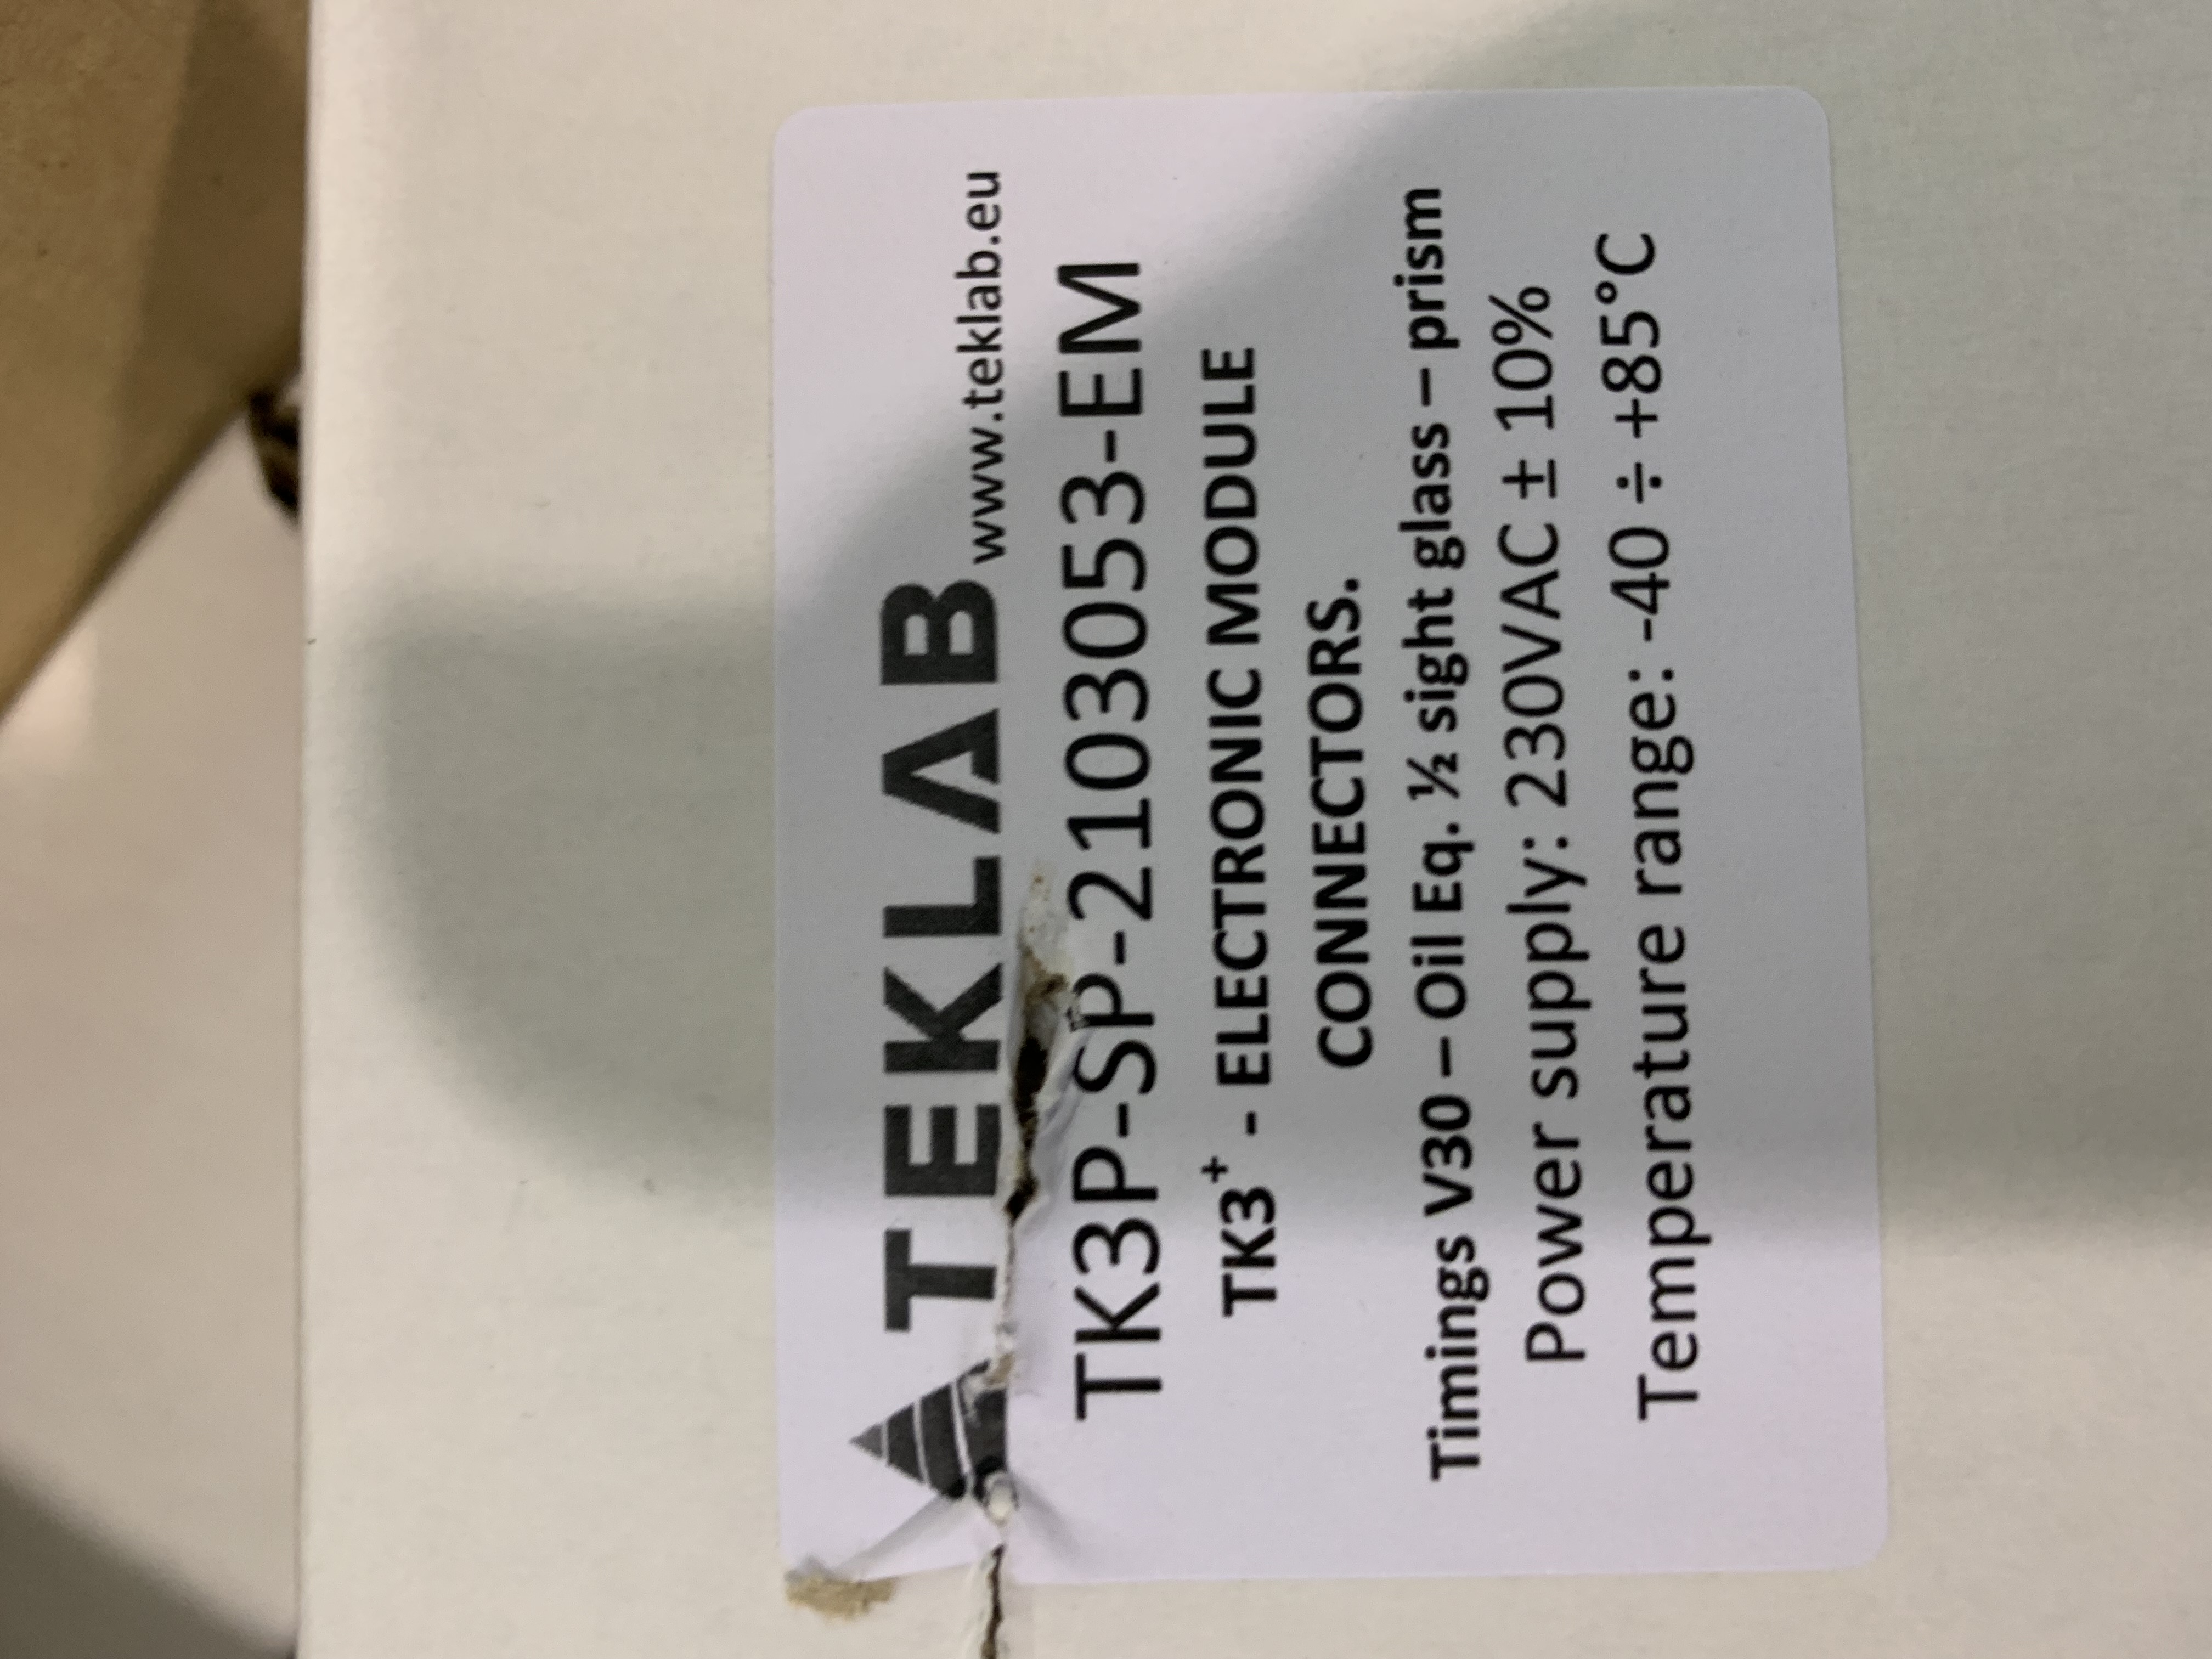 TEKLAB www.teklab.eu
TK3P-SP-2103053-EM
TK3⁺ - ELECTRONIC MODULE
CONNECTORS.
Timings V30 – Oil Eq. ½ sight glass – prism
Power supply: 230VAC ± 10%
Temperature range: -40 ÷ +85°C